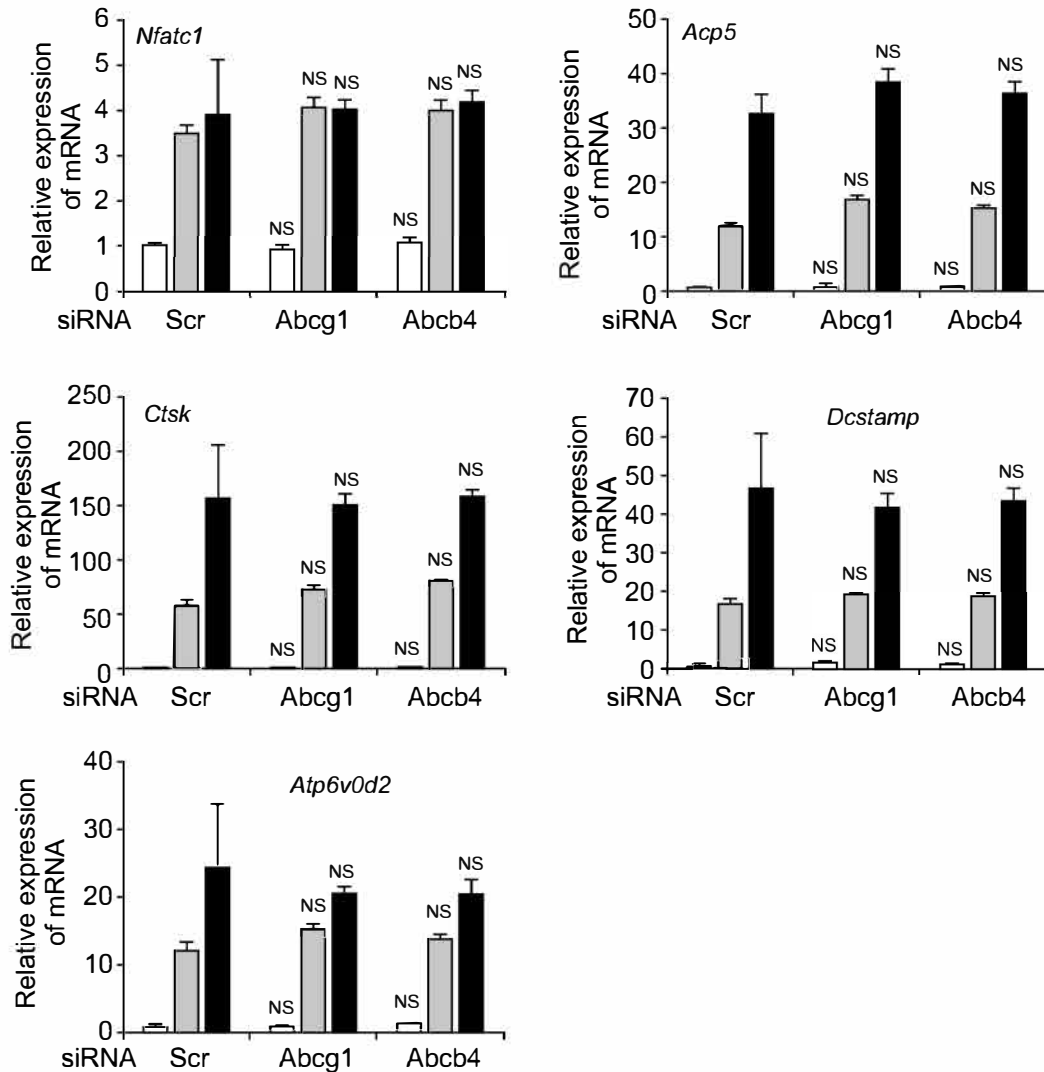 Nfatc1
Relative expression
of mRNA
6
5
4
3
2
1
0
NS
NS
NS
NS
NS
NS
siRNA Scr Abcg1 Abcb4
Acp5
Relative expression
of mRNA
50
40
30
20
10
0
NS
NS
NS
NS
NS
NS
siRNA Scr Abcg1 Abcb4
Ctsk
Relative expression
of mRNA
250
200
150
100
50
0
NS
NS
NS
NS
NS
NS
siRNA Scr Abcg1 Abcb4
Dcstamp
Relative expression
of mRNA
70
60
50
40
30
20
10
0
NS
NS
NS
NS
NS
NS
siRNA Scr Abcg1 Abcb4
Atp6v0d2
Relative expression
of mRNA
40
30
20
10
0
NS
NS
NS
NS
NS
NS
siRNA Scr Abcg1 Abcb4